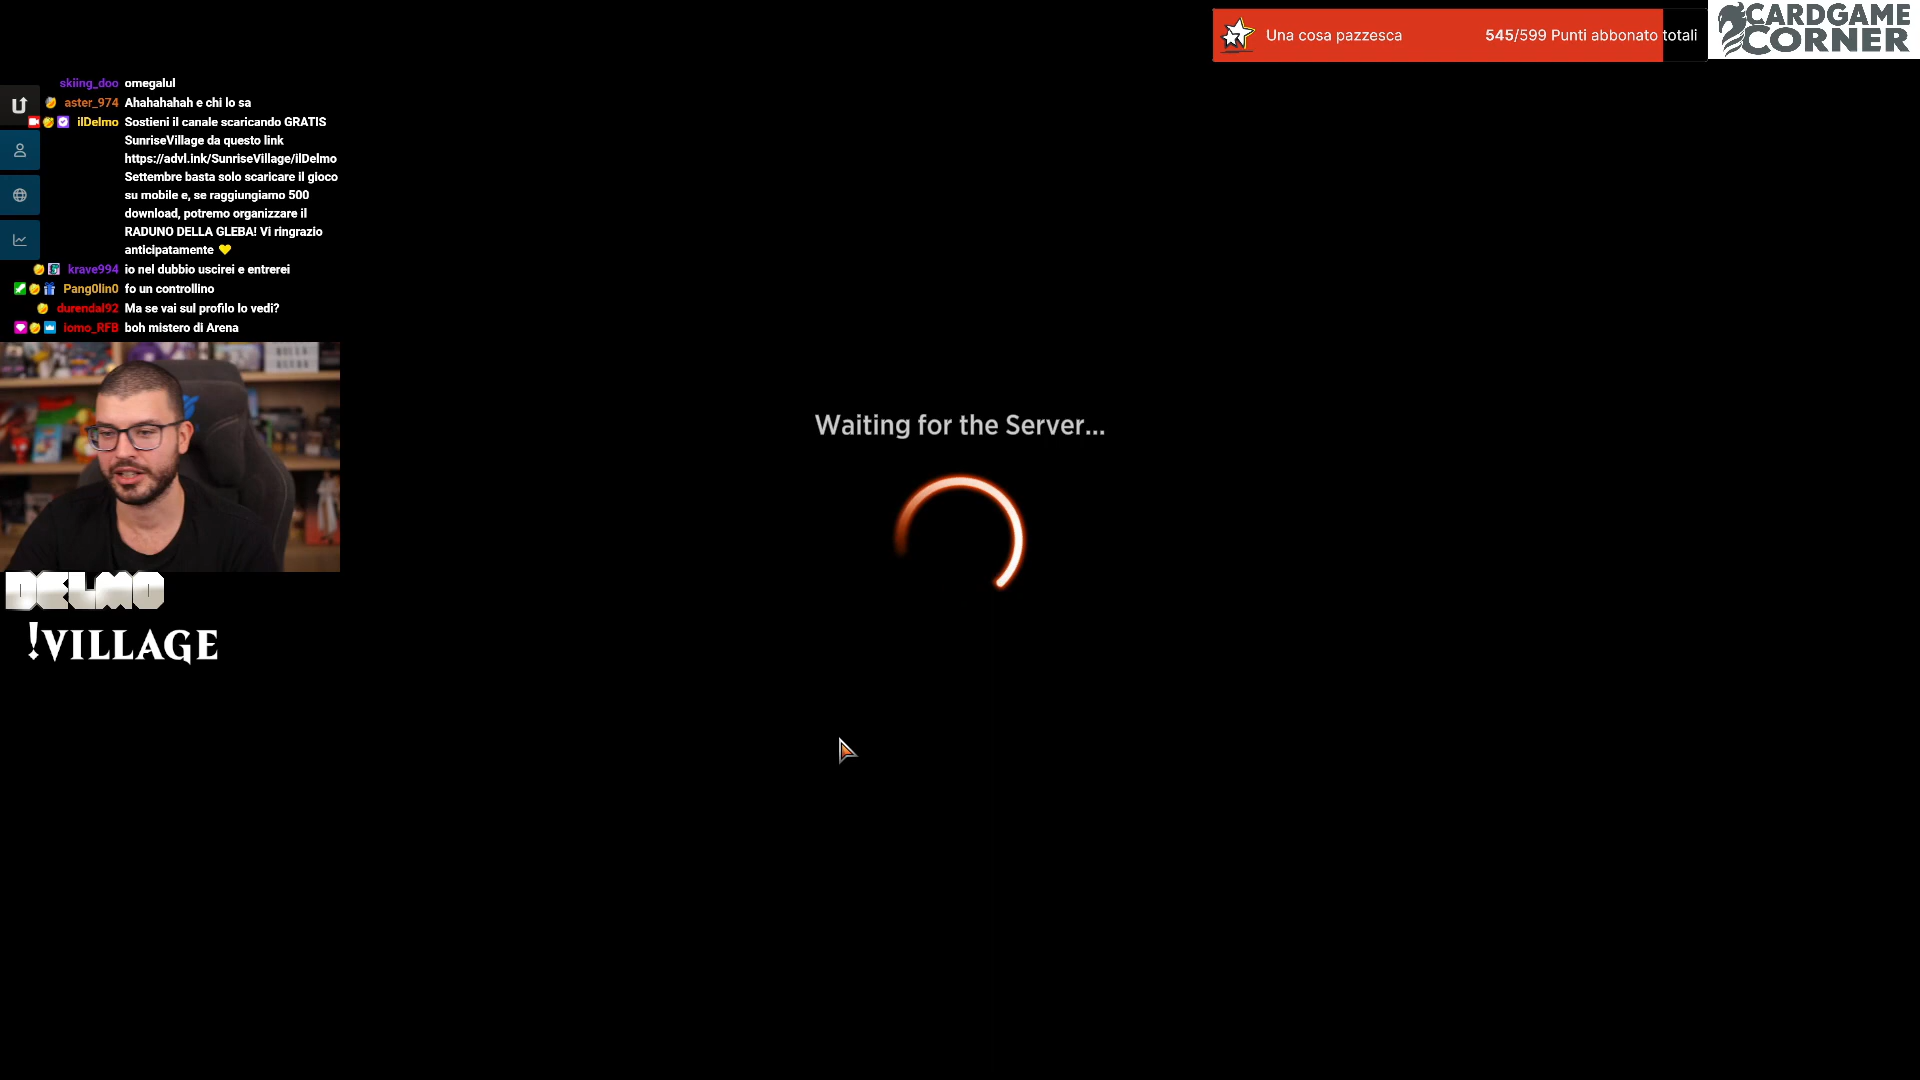 Una cosa pazzesca
545/599 Punti abbonato totali
CARDGAME
CORNER
skiing_doo omegalul
aster_974 Ahahahahah e chi lo sa
ilDelmo Sostieni il canale scaricando GRATIS
SunriseVillage da questo link
https://advl.ink/SunriseVillage/ilDelmo
Settembre basta solo scaricare il gioco
su mobile e, se raggiungiamo 500
download, potremo organizzare il
RADUNO DELLA GLEBA! Vi ringrazio
anticipatamente 💛
krave994 io nel dubbio uscirei e entrerei
Pang0lin0 fo un controllino
durendal92 Ma se vai sul profilo lo vedi?
iomo_RFB boh mistero di Arena
Waiting for the Server...
DELMO
!VILLAGE